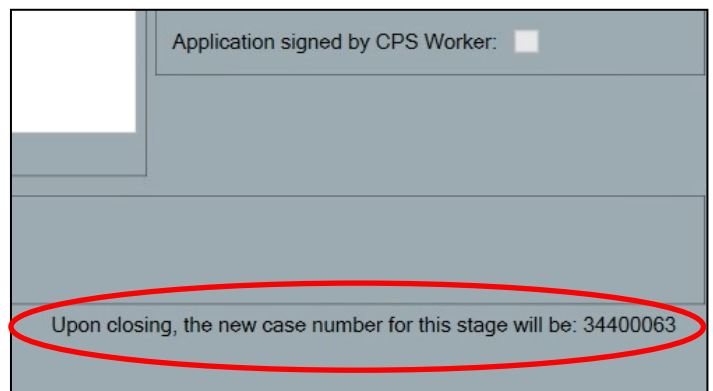 Application signed by CPS Worker:
Upon closing, the new case number for this stage will be: 34400063